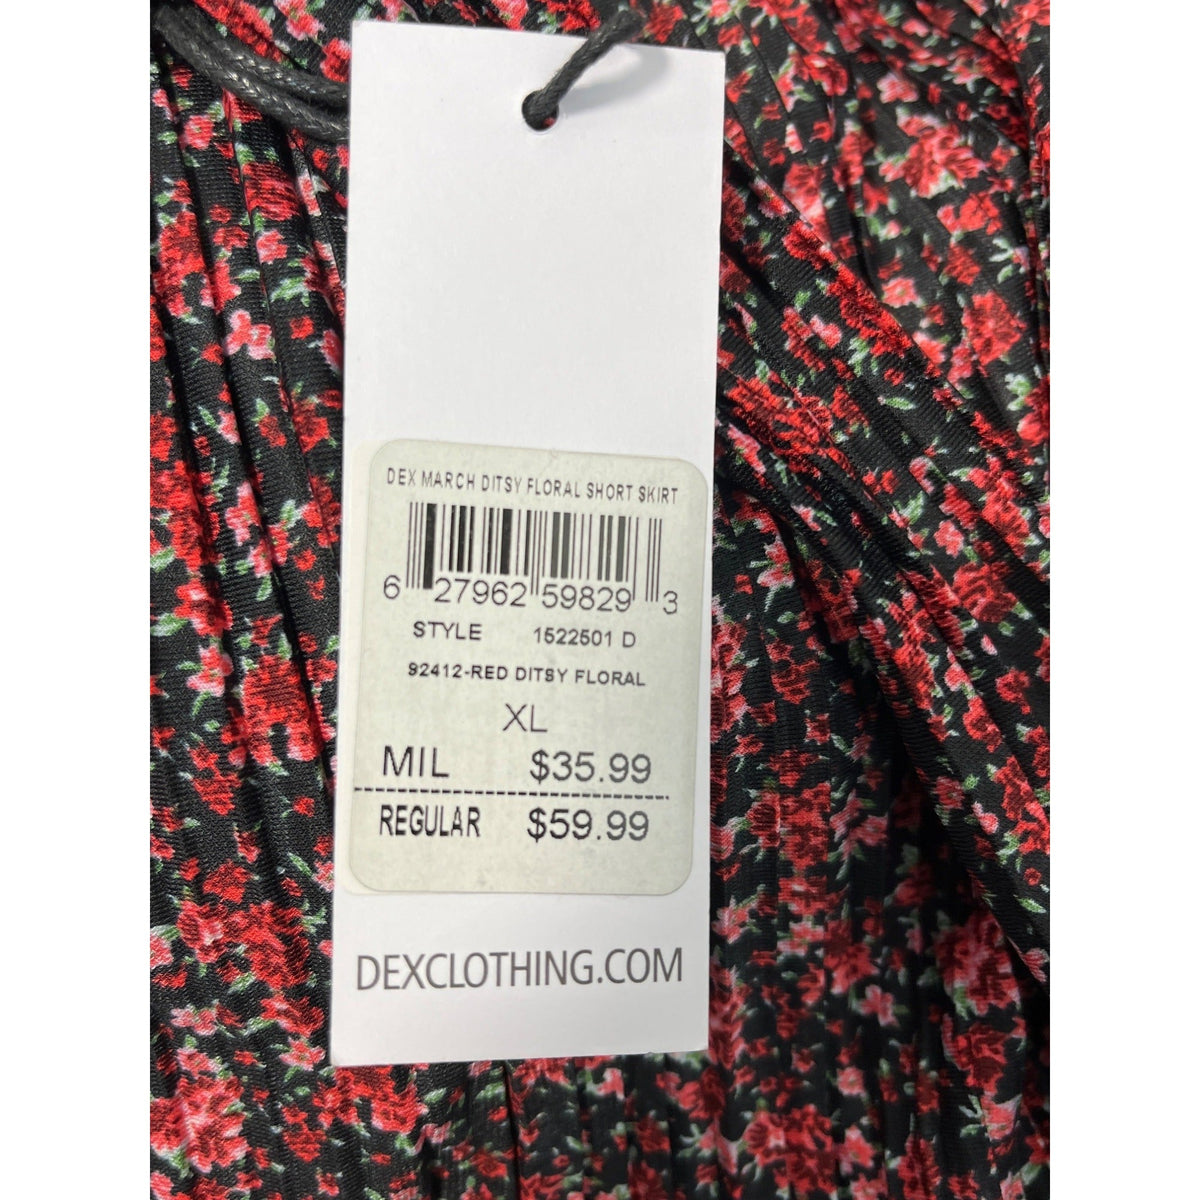 DEX MARCH DITSY FLORAL SHORT SKIRT
6 27962 59829 3
STYLE 1522501 D
92412-RED DITSY FLORAL
XL
MIL $35.99
REGULAR $59.99
DEXCLOTHING.COM